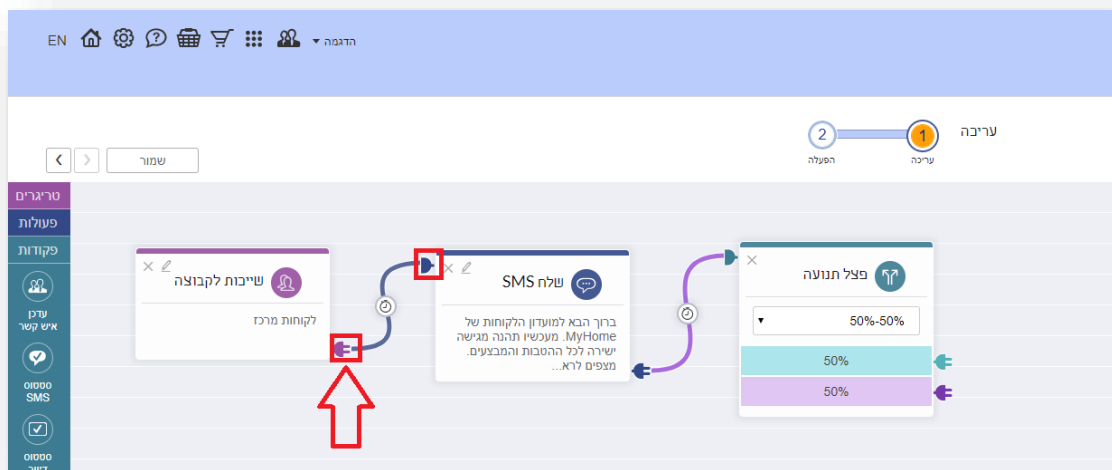 הדגמה ▾
EN
עריכה
1
2
עריכה
הפעלה
שמור
טריגרים
פעולות
פקודות
עדכן
איש קשר
סטטוס
SMS
סטטוס
דיוור
שייכות לקבוצה
לקוחות מרכז
שלח SMS
ברוך הבא למועדון הלקוחות של
MyHome. מעכשיו תהנה מגישה
ישירה לכל ההטבות והמבצעים.
מצפים לרא...
פצל תנועה
50%-50%
50%
50%